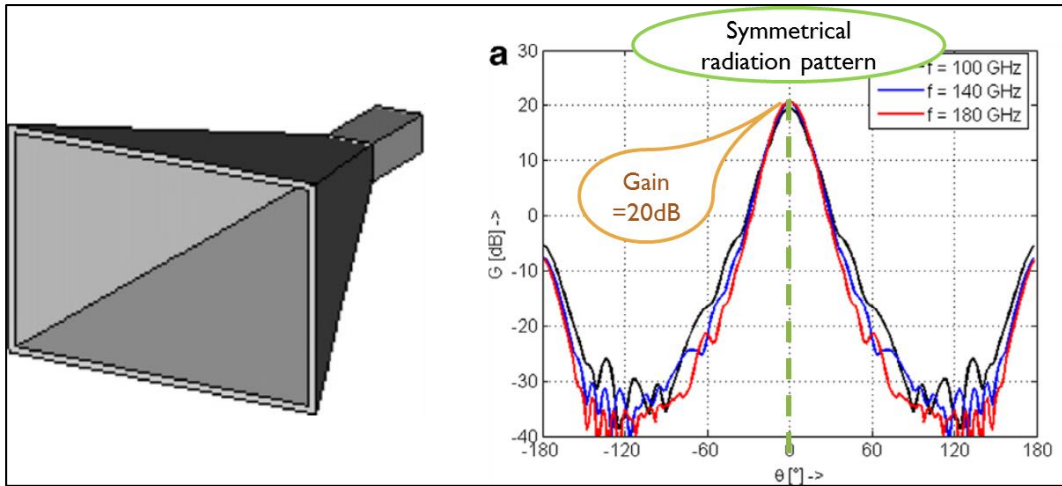 a
Symmetrical
radiation pattern
f = 100 GHz
f = 140 GHz
f = 180 GHz
Gain
=20dB
G [dB] ->
30
20
10
0
-10
-20
-30
-40
-180
-120
-60
0
60
120
180
θ [°] ->